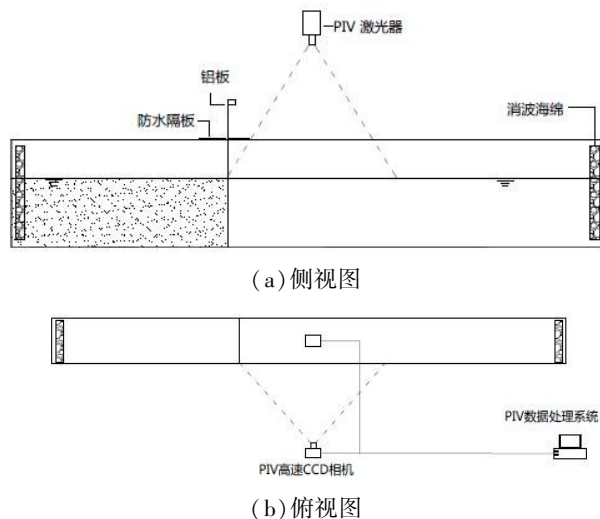 PIV 激光器
铝板
防水隔板
消波海绵
(a)侧视图
PIV数据处理系统
PIV高速CCD相机
(b)俯视图